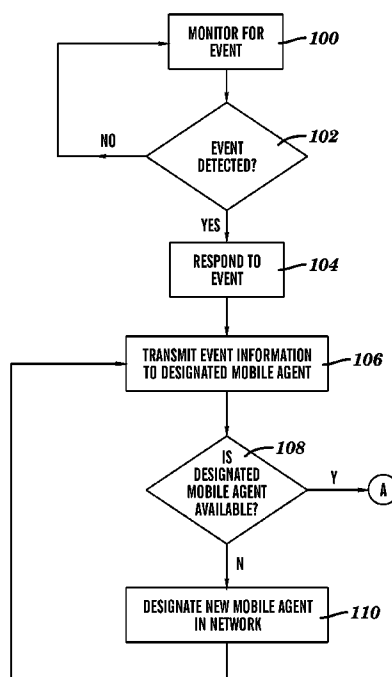 MONITOR FOR
EVENT
100
EVENT
DETECTED?
102
NO
YES
RESPOND TO
EVENT
104
TRANSMIT EVENT INFORMATION
TO DESIGNATED MOBILE AGENT
106
IS
DESIGNATED
MOBILE AGENT
AVAILABLE?
108
Y
A
N
DESIGNATE NEW MOBILE AGENT
IN NETWORK
110